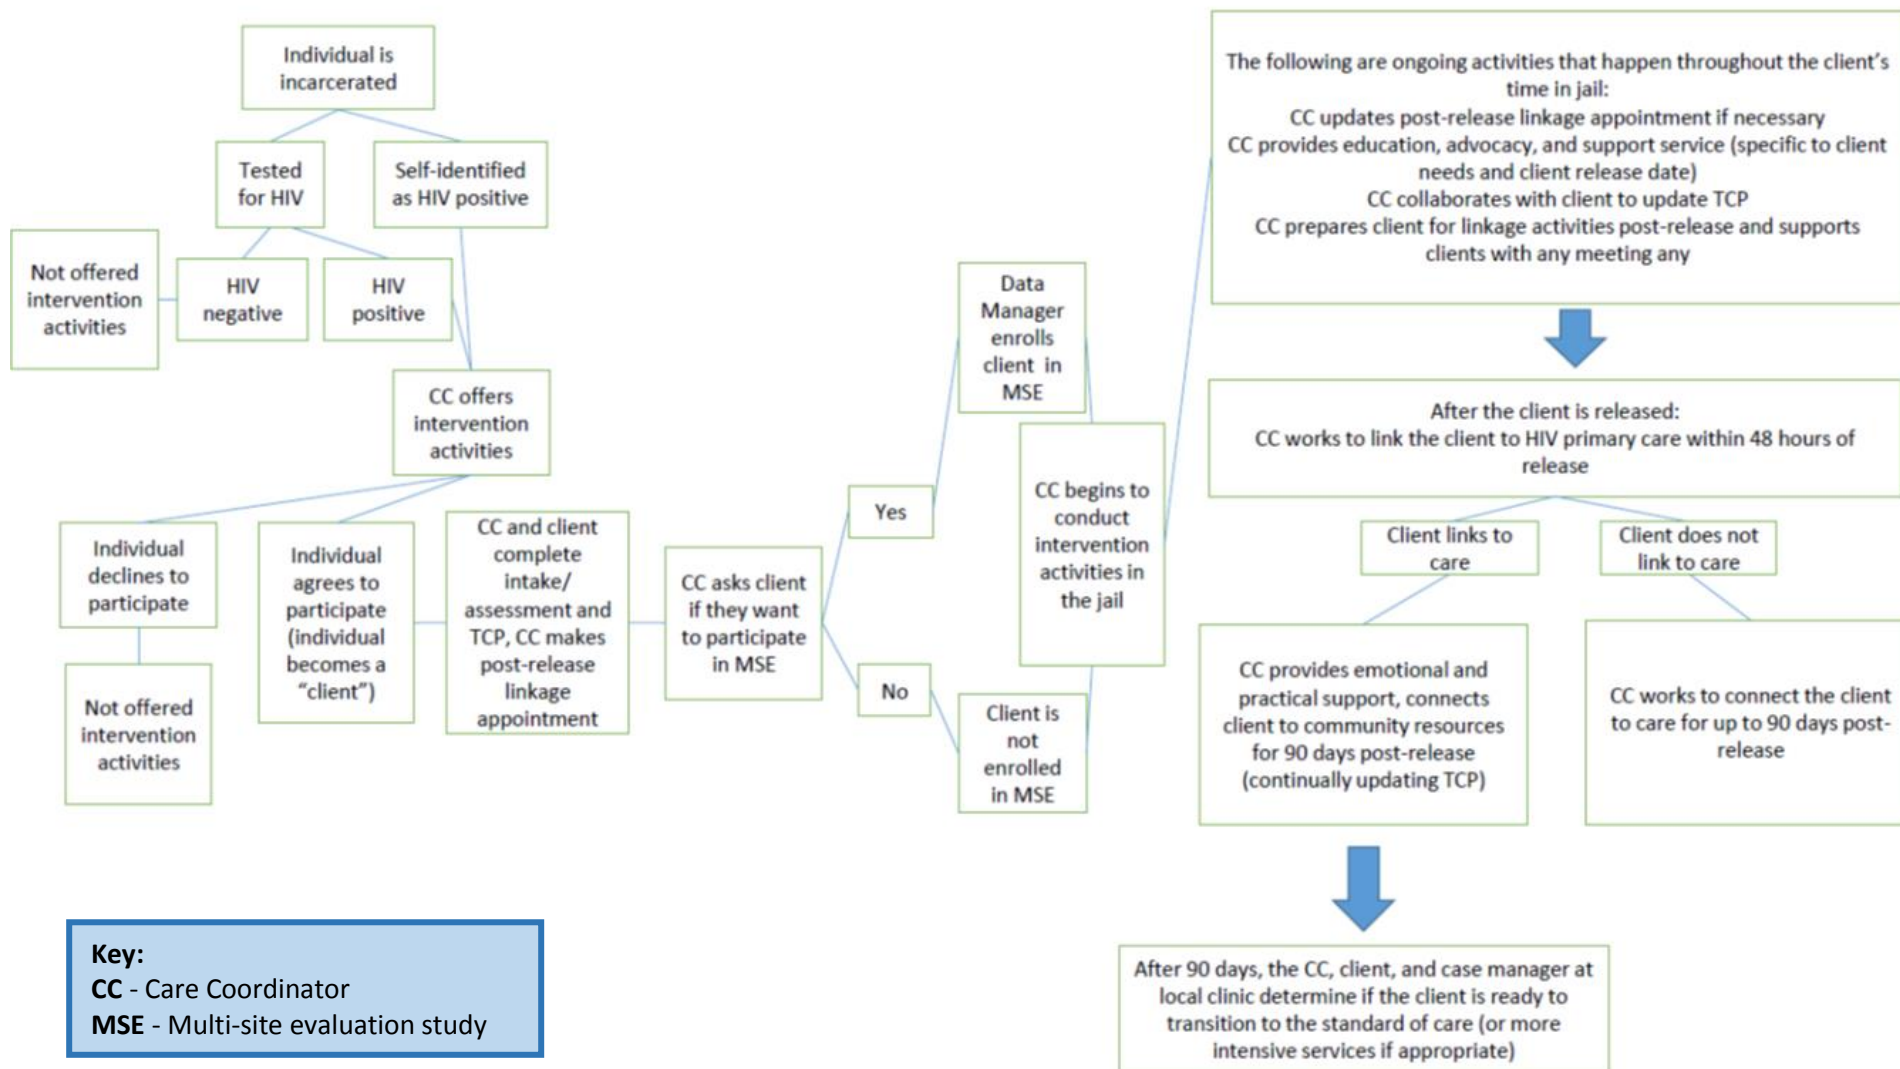 Individual is
incarcerated
Tested
for HIV
Self-identified
as HIV positive
Not offered
intervention
activities
HIV
negative
HIV
positive
CC offers
intervention
activities
Individual
declines to
participate
Not offered
intervention
activities
Individual
agrees to
participate
(individual
becomes a
“client”)
CC and client
complete
intake/
assessment and
TCP, CC makes
post-release
linkage
appointment
CC asks client
if they want
to participate
in MSE
Yes
No
Data
Manager
enrolls
client in
MSE
Client is
not
enrolled
in MSE
CC begins to
conduct
intervention
activities in
the jail
The following are ongoing activities that happen throughout the client’s
time in jail:
CC updates post-release linkage appointment if necessary
CC provides education, advocacy, and support service (specific to client
needs and client release date)
CC collaborates with client to update TCP
CC prepares client for linkage activities post-release and supports
clients with any meeting any
After the client is released:
CC works to link the client to HIV primary care within 48 hours of
release
Client links to
care
Client does not
link to care
CC provides emotional and
practical support, connects
client to community resources
for 90 days post-release
(continually updating TCP)
CC works to connect the client
to care for up to 90 days post-
release
After 90 days, the CC, client, and case manager at
local clinic determine if the client is ready to
transition to the standard of care (or more
intensive services if appropriate)
Key:
CC - Care Coordinator
MSE - Multi-site evaluation study